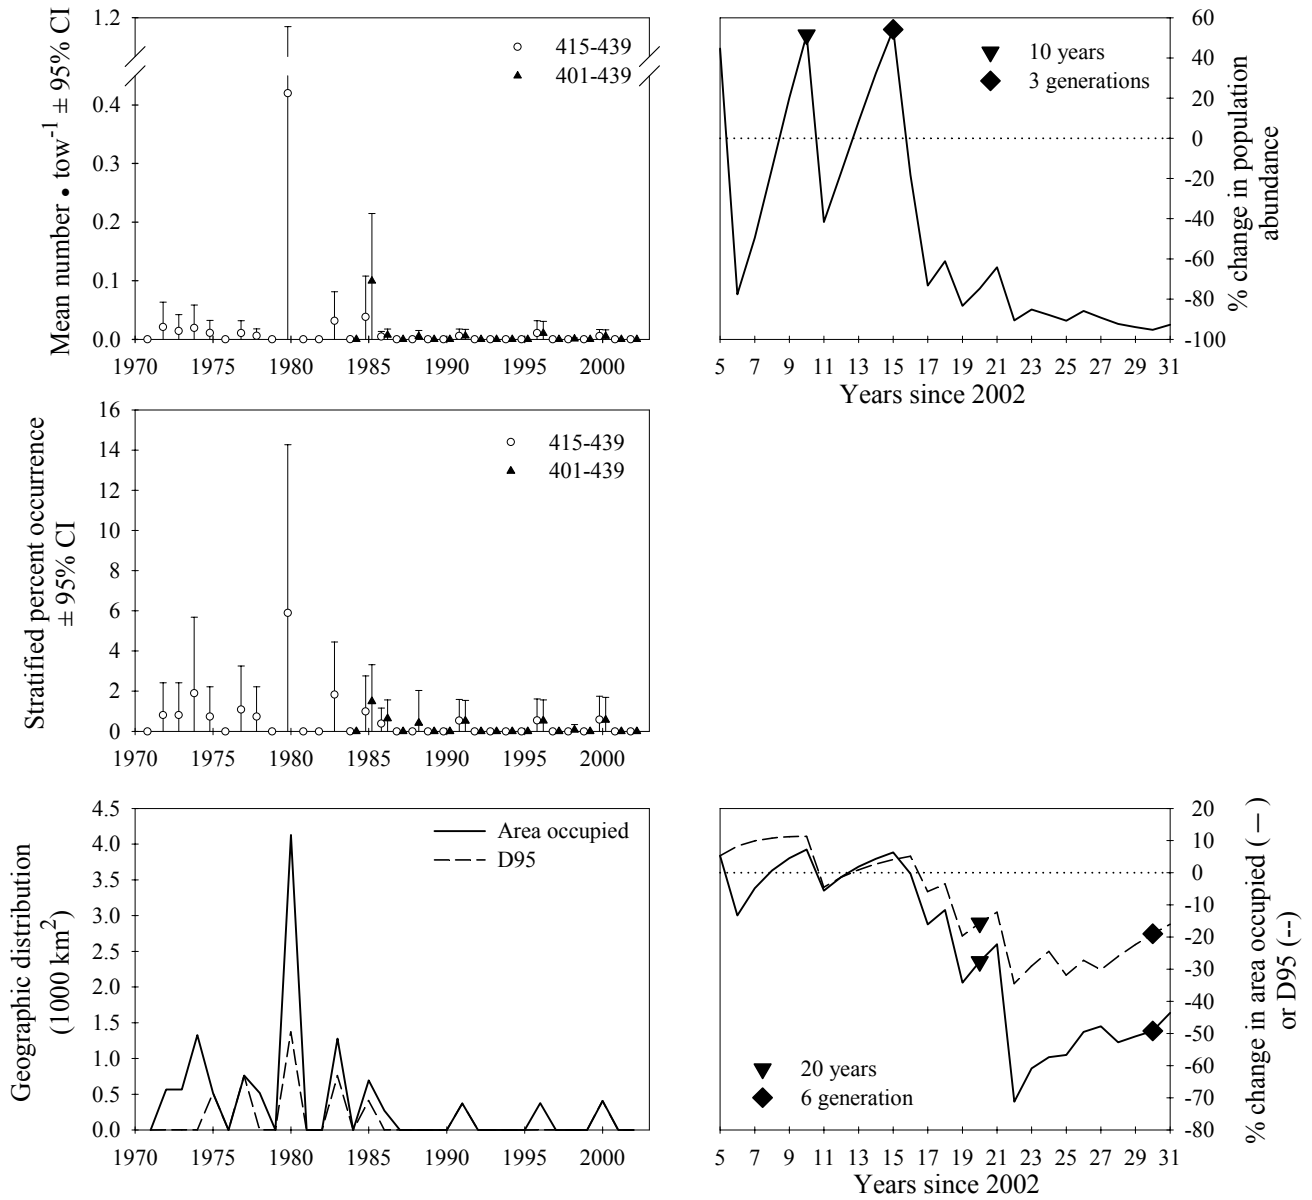 Mean number • tow-1 ± 95% CI
1.2
0.4
0.3
0.2
0.1
0.0
415-439
401-439
1970 1975 1980 1985 1990 1995 2000
10 years
3 generations
60
40
20
0
-20
-40
-60
-80
-100
% change in population
abundance
5 7 9 11 13 15 17 19 21 23 25 27 29 31
Years since 2002
Stratified percent occurrence
± 95% CI
16
14
12
10
8
6
4
2
0
415-439
401-439
1970 1975 1980 1985 1990 1995 2000
Geographic distribution
(1000 km2)
4.5
4.0
3.5
3.0
2.5
2.0
1.5
1.0
0.5
0.0
Area occupied
D95
1970 1975 1980 1985 1990 1995 2000
20 years
6 generation
20
10
0
-10
-20
-30
-40
-50
-60
-70
-80
% change in area occupied (—)
or D95 (--)
5 7 9 11 13 15 17 19 21 23 25 27 29 31
Years since 2002